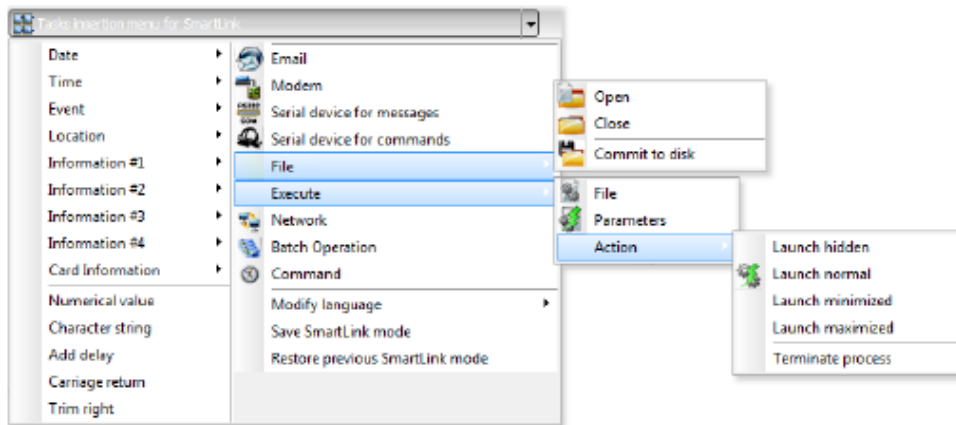 Tasks insertion menu for SmartLink
Date
Time
Event
Location
Information #1
Information #2
Information #3
Information #4
Card Information
Numerical value
Character string
Add delay
Carriage return
Trim right
Email
Modem
Serial device for messages
Serial device for commands
File
Execute
Network
Batch Operation
Command
Modify language
Save SmartLink mode
Restore previous SmartLink mode
Open
Close
Commit to disk
File
Parameters
Action
Launch hidden
Launch normal
Launch minimized
Launch maximized
Terminate process